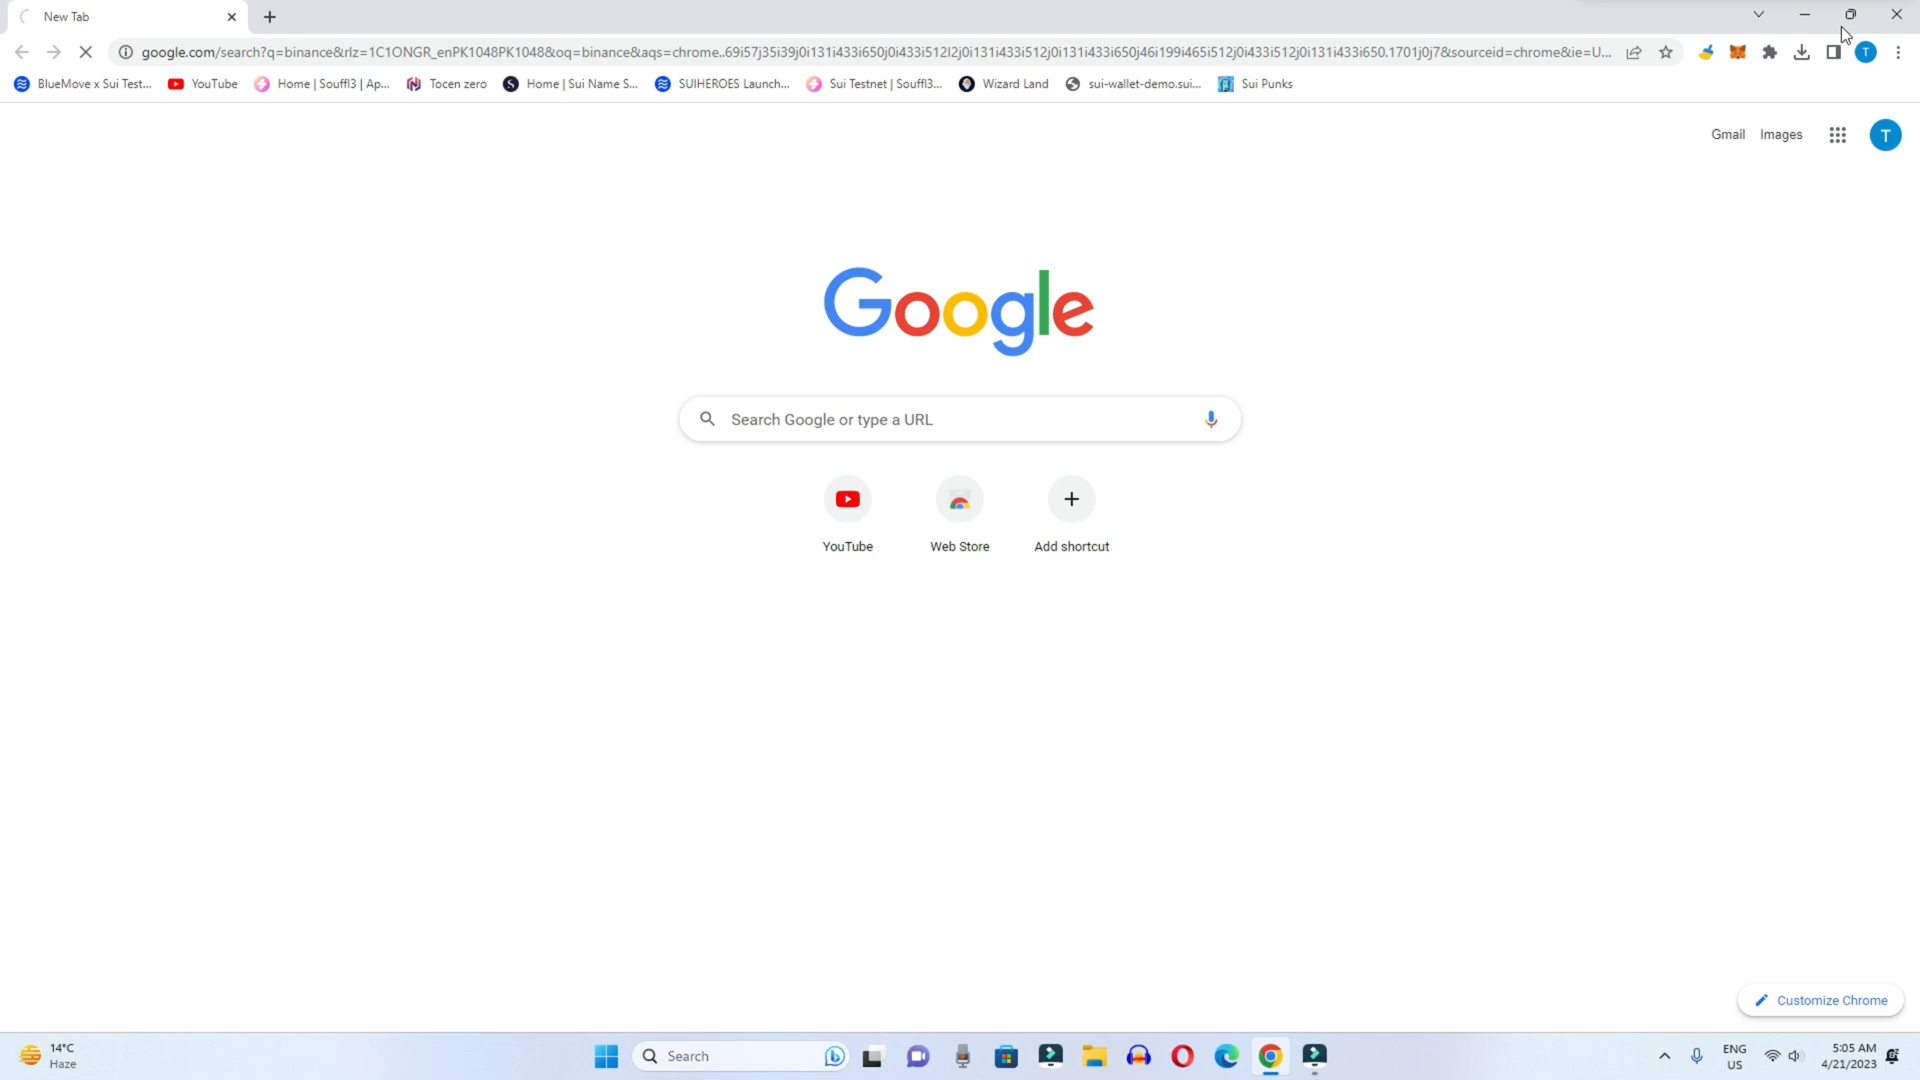 New Tab
google.com/search?q=binance&rlz=1C1ONGR_enPK1048PK1048&oq=binance&aqs=chrome..69i57j35i39j0i131i433i650j0i433i512l2j0i131i433i512j0i131i433i650j46i199i465i512j0i433i512j0i131i433i650.1701j0j7&sourceid=chrome&ie=U...
T
BlueMove x Sui Test... YouTube Home | Souffl3 | Ap... Tocen zero Home | Sui Name S... SUIHEROES Launch... Sui Testnet | Souffl3... Wizard Land sui-wallet-demo.sui... Sui Punks
Gmail Images T
Google
Search Google or type a URL
YouTube Web Store Add shortcut
Customize Chrome
14°C
Haze
Search
ENG
US
5:05 AM
4/21/2023